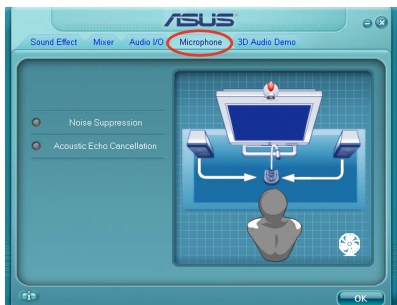 ASUS
Sound Effect Mixer Audio I/O Microphone 3D Audio Demo
Noise Suppression
Acoustic Echo Cancellation
OK